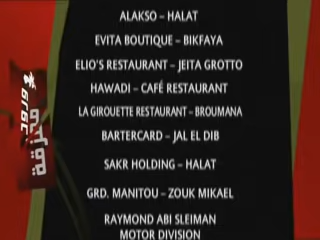 ALAKSO – HALAT
EVITA BOUTIQUE – BIKFAYA
ELIO'S RESTAURANT – JEITA GROTTO
HAWADI – CAFÉ RESTAURANT
LA GIROUETTE RESTAURANT – BROUMANA
BARTERCARD – JAL EL DIB
SAKR HOLDING – HALAT
GRD. MANITOU – ZOUK MIKAEL
RAYMOND ABI SLEIMAN
MOTOR DIVISION